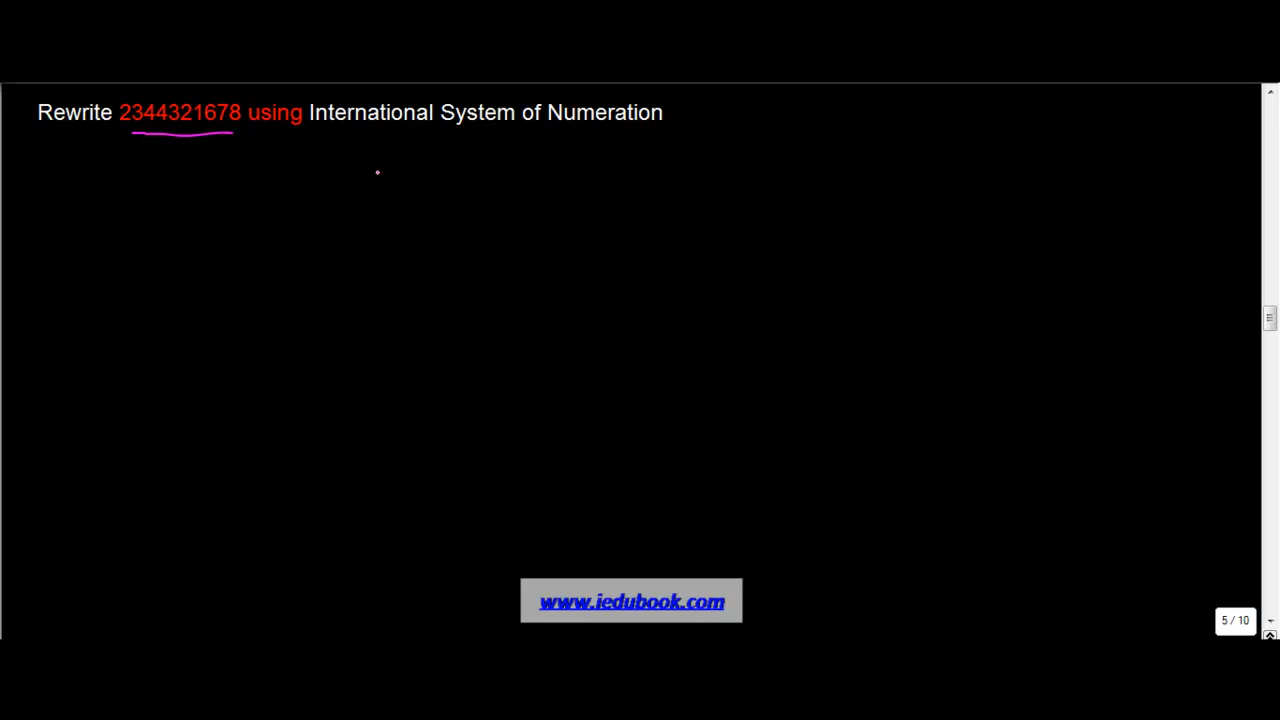 Rewrite 2344321678 using International System of Numeration
www.iedubook.com
5 / 10